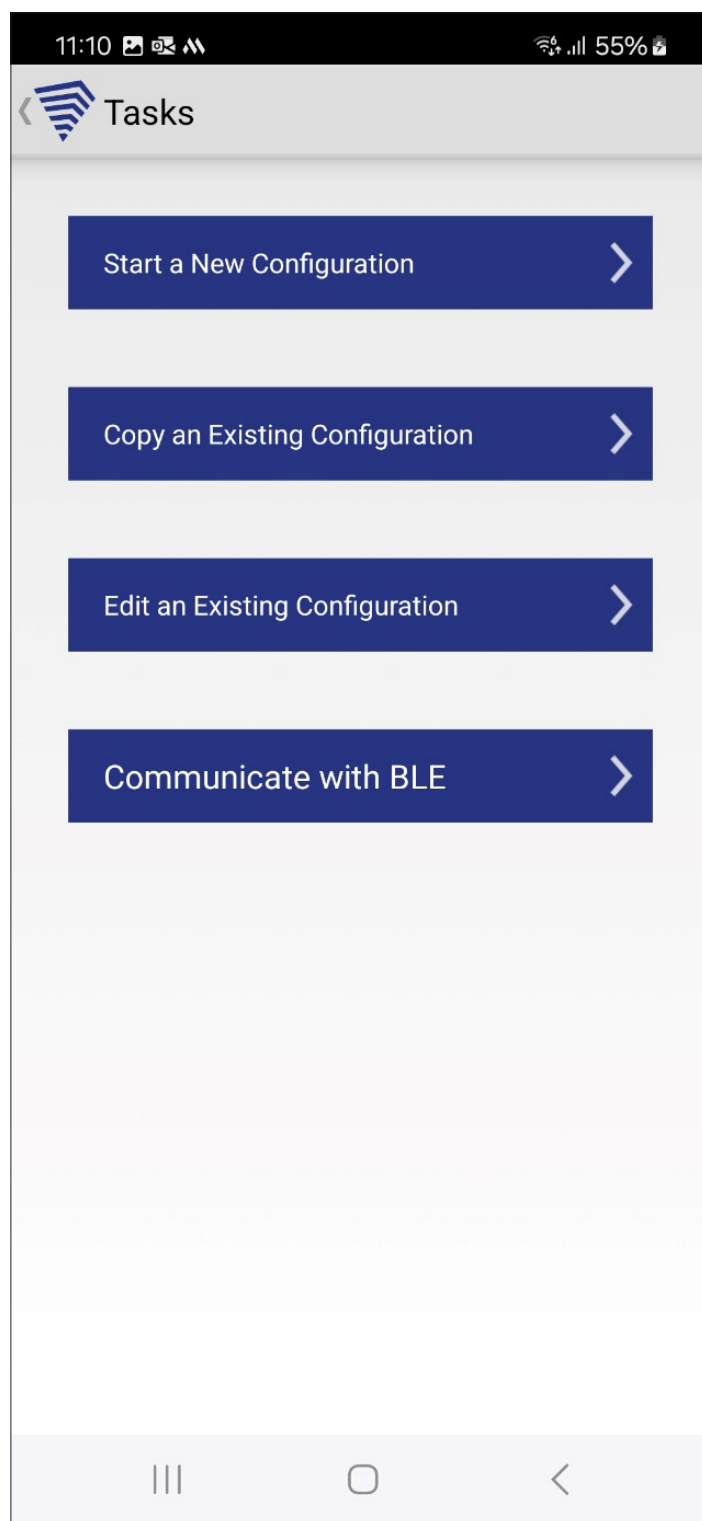 11:10 55%
Tasks
Start a New Configuration
Copy an Existing Configuration
Edit an Existing Configuration
Communicate with BLE